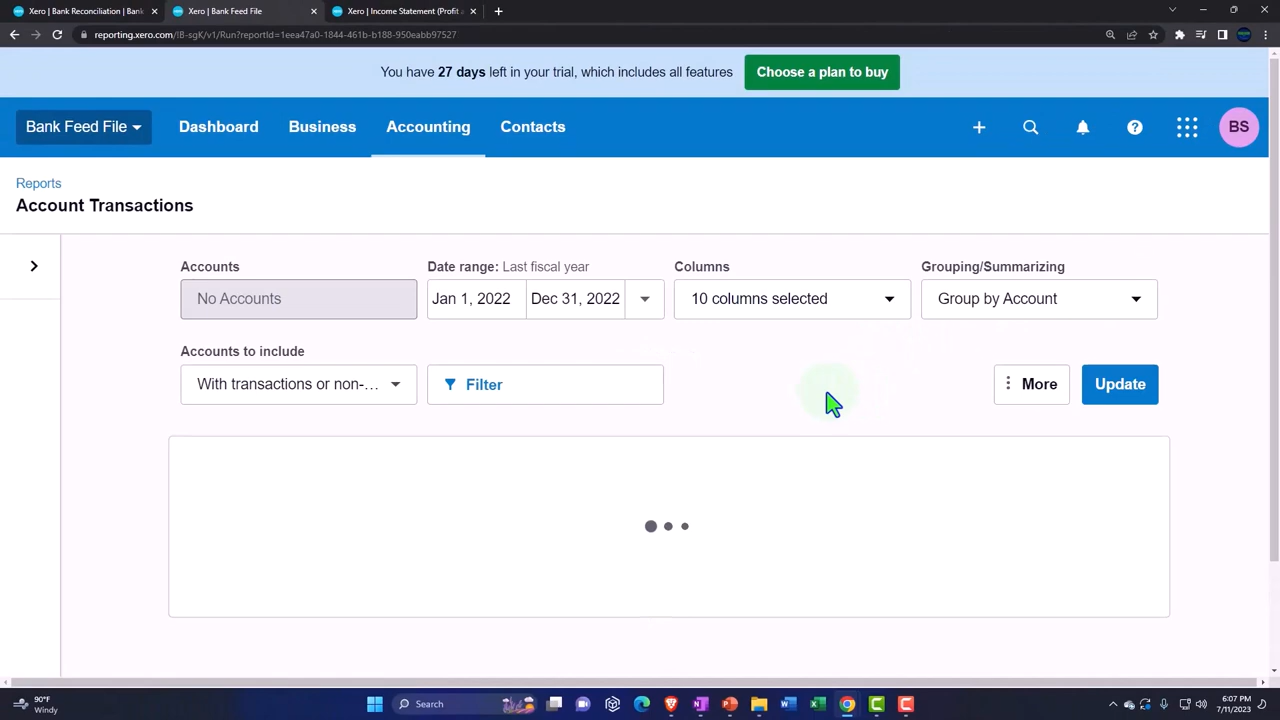 Xero | Bank Reconciliation | Bank
Xero | Bank Feed File
Xero | Income Statement (Profit a
reporting.xero.com/!B-sgK/v1/Run?reportId=1eea47a0-1844-461b-b188-950eabb97521
You have 27 days left in your trial, which includes all features
Choose a plan to buy
Bank Feed File
Dashboard
Business
Accounting
Contacts
BS
Reports
Account Transactions
Accounts
Date range: Last fiscal year
Columns
Grouping/Summarizing
No Accounts
Jan 1, 2022
Dec 31, 2022
10 columns selected
Group by Account
Accounts to include
With transactions or non-...
Filter
More
Update
90°F
Windy
Search
6:07 PM
7/11/2023